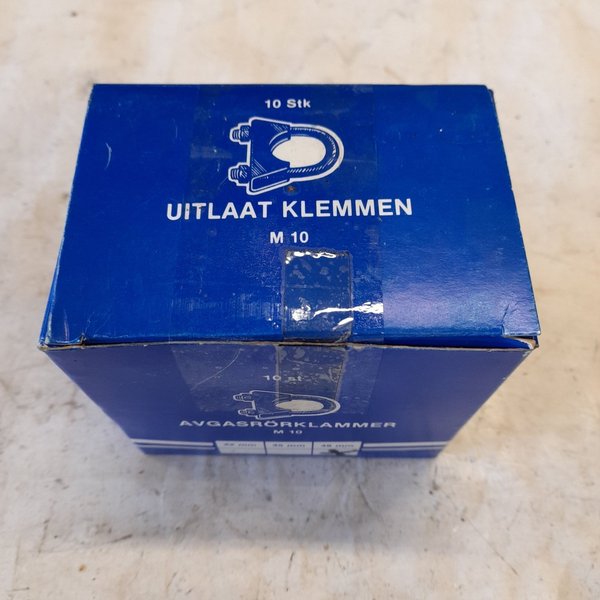 10 Stk
UITLAAT KLEMMEN
M 10
10 st
AVGASRÖRKLAMMER
M 10